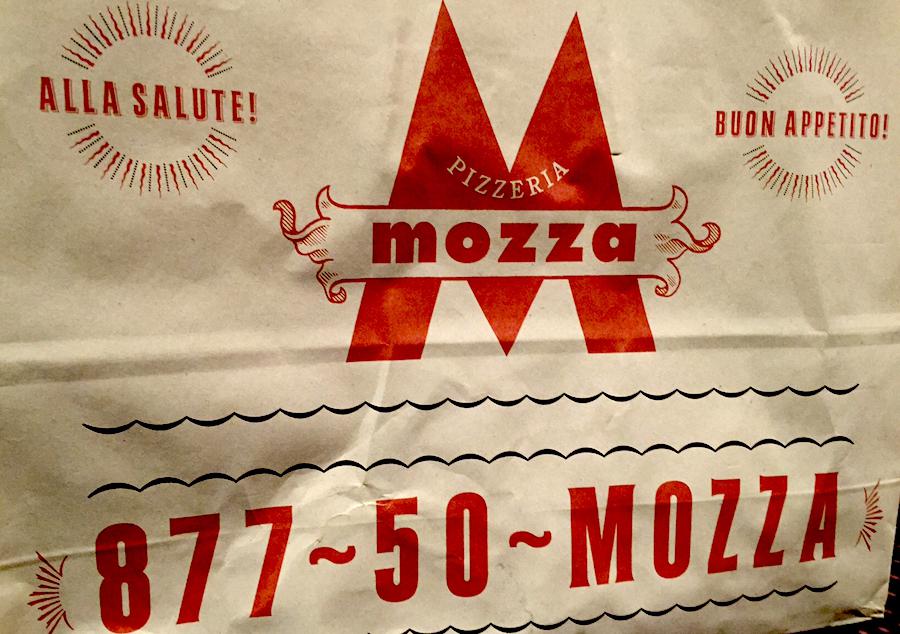 ALLA SALUTE!
BUON APPETITO!
M
PIZZERIA
mozza
877~50~MOZZA